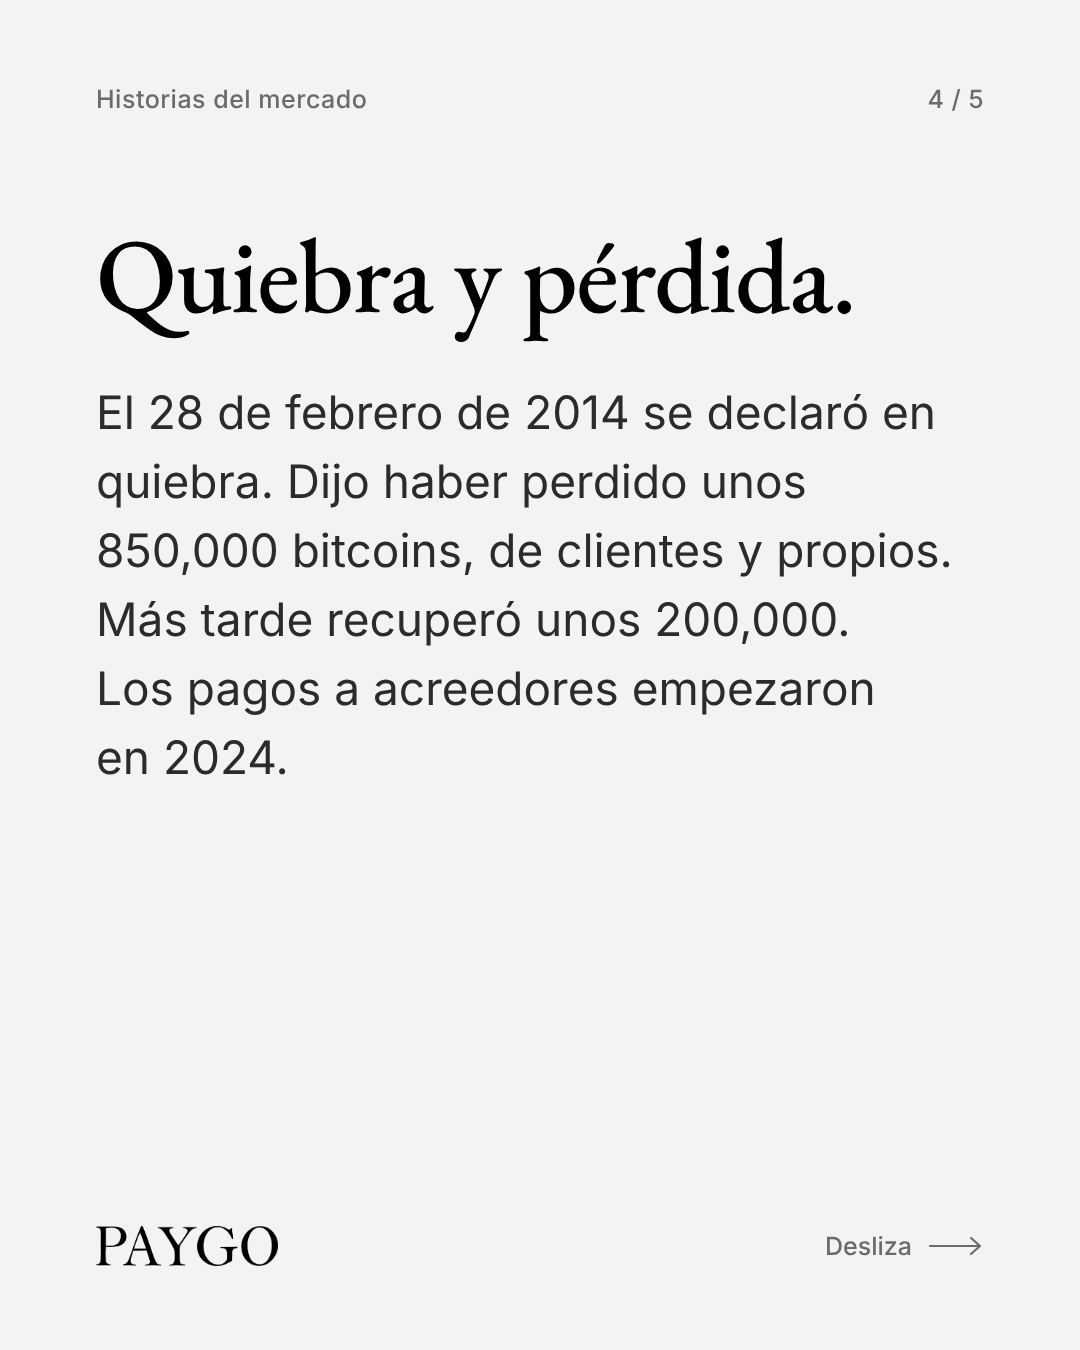 Historias del mercado
4 / 5
Quiebra y pérdida.
El 28 de febrero de 2014 se declaró en
quiebra. Dijo haber perdido unos
850,000 bitcoins, de clientes y propios.
Más tarde recuperó unos 200,000.
Los pagos a acreedores empezaron
en 2024.
PAYGO
Desliza